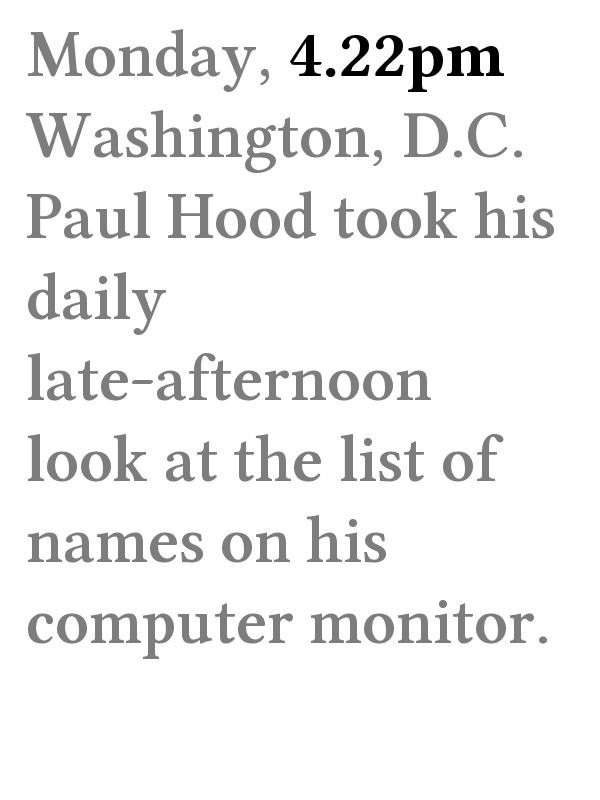 Monday, 4.22pm
Washington, D.C.
Paul Hood took his
daily
late-afternoon
look at the list of
names on his
computer monitor.